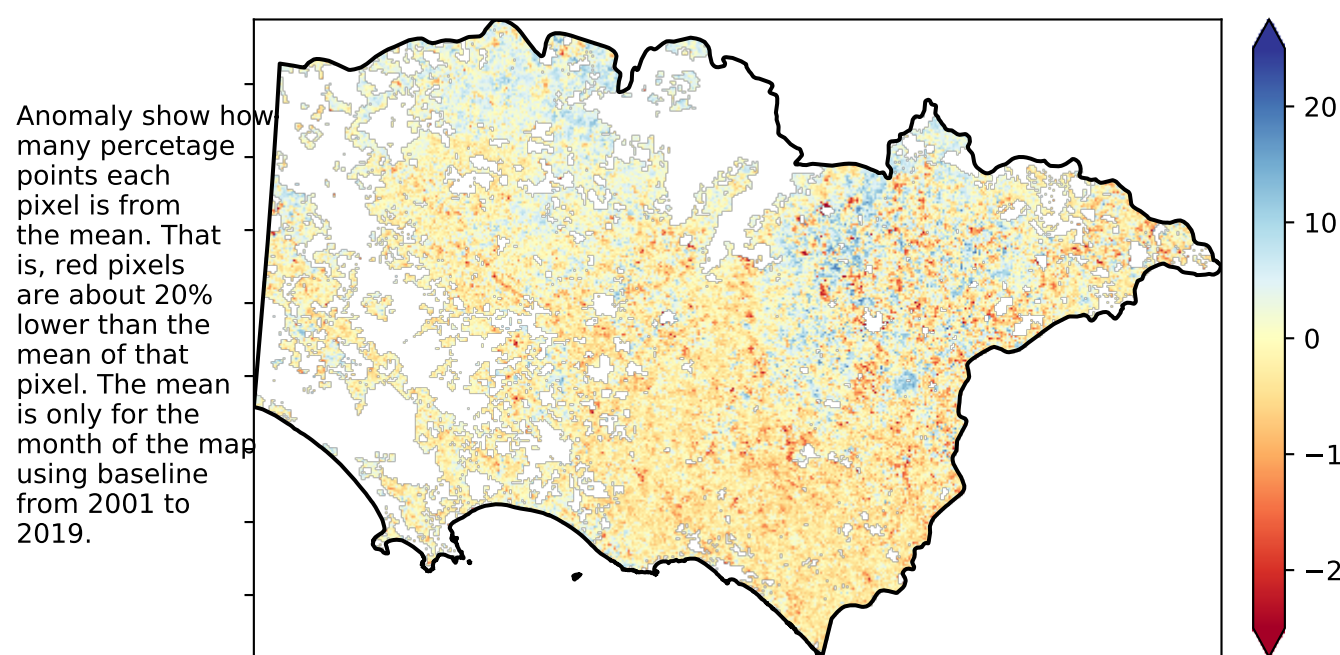 Anomaly show how
many percetage
points each
pixel is from
the mean. That
is, red pixels
are about 20%
lower than the
mean of that
pixel. The mean
is only for the
month of the map
using baseline
from 2001 to
2019.
20
10
0
−1
−2